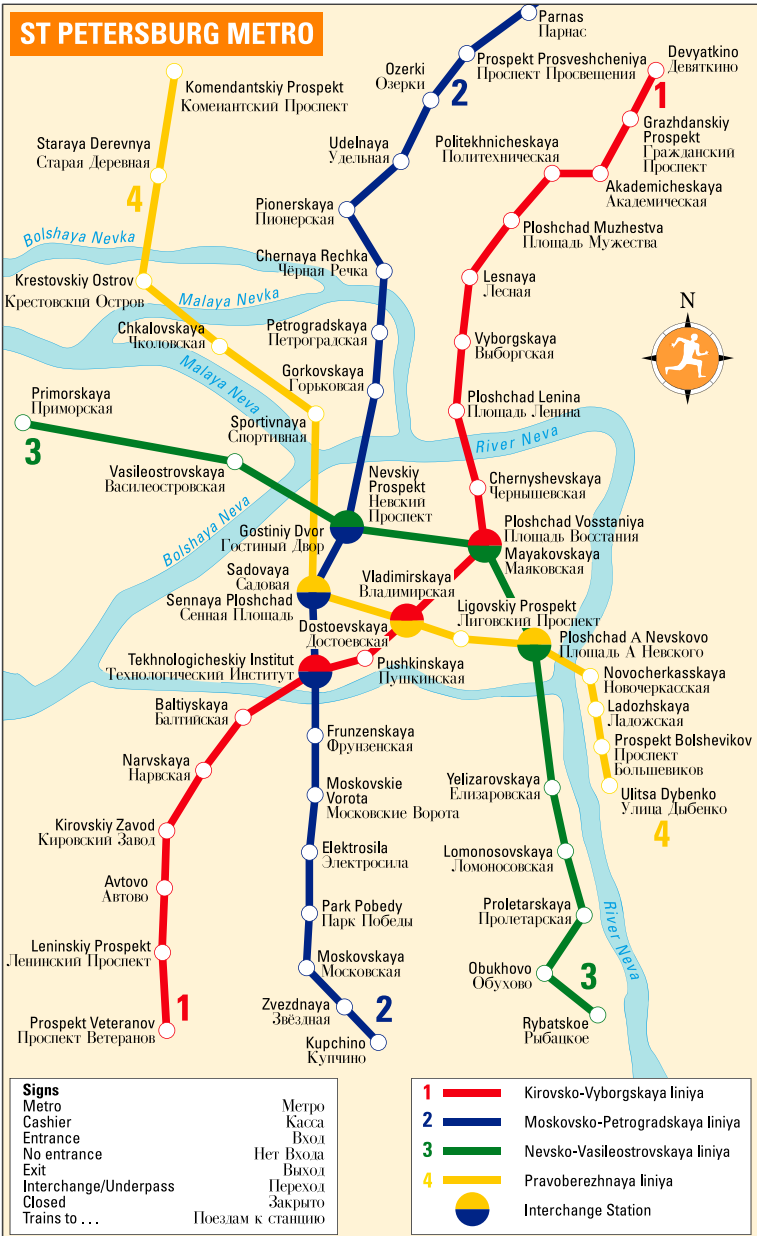 ST PETERSBURG METRO
Parnas
Парнас
Prospekt Prosveshcheniya
Проспект Просвещения
Ozerki
Озерки
2
Devyatkino
Девяткино
1
Komendantskiy Prospekt
Комеиантский Проспект
Grazhdanskiy
Prospekt
Гражданский
Проспект
Staraya Derevnya
Старая Деревная
4
Udelnaya
Удельная
Politekhnicheskaya
Политехническая
Akademicheskaya
Академическая
Pionerskaya
Пионерская
Ploshchad Muzhestva
Площадь Мужества
Bolshaya Nevka
Chernaya Rechka
Чёрная Речка
Lesnaya
Лесная
Krestovskiy Ostrov
Крестовскци Остров
Malaya Nevka
N
Chkalovskaya
Чколовская
Petrogradskaya
Петроградская
Vyborgskaya
Выборгская
Malaya Neva
Gorkovskaya
Горьковсая
Primorskaya
Приморская
3
Sportivnaya
Спортивная
Ploshchad Lenina
Площадь Ленина
River Neva
Vasileostrovskaya
Василеостровская
Nevskiy
Prospekt
Невский
Проспект
Chernyshevskaya
Чернышевская
Bolshaya Neva
Gostiniy Dvor
Гостиный Двор
Ploshchad Vosstaniya
Площадь Восстания
Mayakovskaya
Маяковская
Sadovaya
Садовая
Sennaya Ploshchad
Сенная Площадь
Vladimirskaya
Владимирская
Dostoevskaya
Достоевская
Ligovskiy Prospekt
Лиговский Проспект
Ploshchad A Nevskovo
Площадь А Невского
Tekhnologicheskiy Institut
Технологический Институт
Pushkinskaya
Пушкинская
Novocherkasskaya
Новочеркасская
Baltiyskaya
Балтийская
Ladozhskaya
Ладожская
Frunzenskaya
Фрунзенская
Prospekt Bolshevikov
Проспект
Большевиков
Narvskaya
Нарвская
Moskovskie
Vorota
Московские Ворота
Yelizarovskaya
Елизаровская
Ulitsa Dybenko
Улица Дыбенко
4
Kirovskiy Zavod
Кировский Завод
Elektrosila
Электросила
Lomonosovskaya
Ломоносовская
Avtovo
Автово
Park Pobedy
Парк Победы
Proletarskaya
Пролетарская
River Neva
Leninskiy Prospekt
Ленинский Проспект
Moskovskaya
Московская
Obukhovo
Обухово
3
Prospekt Veteranov
Проспект Ветеранов
1
Zvezdnaya
Звёздная
2
Rybatskoe
Рыбацкое
Kupchino
Купчино
Signs
Metro Метро
Cashier Касса
Entrance Вход
No entrance Нет Входа
Exit Выход
Interchange/Underpass Переход
Closed Закрыто
Trains to ... Поездам к станцию
1 Kirovsko-Vyborgskaya liniya
2 Moskovsko-Petrogradskaya liniya
3 Nevsko-Vasileostrovskaya liniya
4 Pravoberezhnaya liniya
Interchange Station